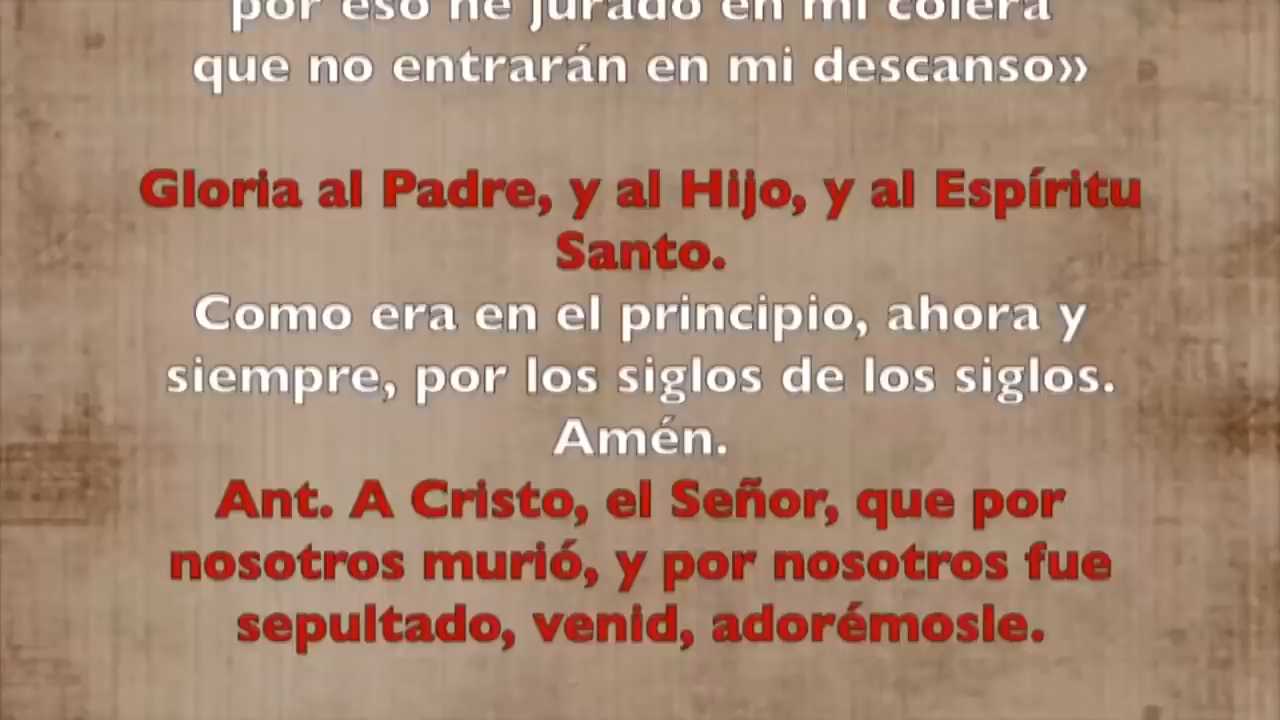 por eso he jurado en mi cólera
que no entrarán en mi descanso»
Gloria al Padre, y al Hijo, y al Espíritu
Santo.
Como era en el principio, ahora y
siempre, por los siglos de los siglos.
Amén.
Ant. A Cristo, el Señor, que por
nosotros murió, y por nosotros fue
sepultado, venid, adorémosle.